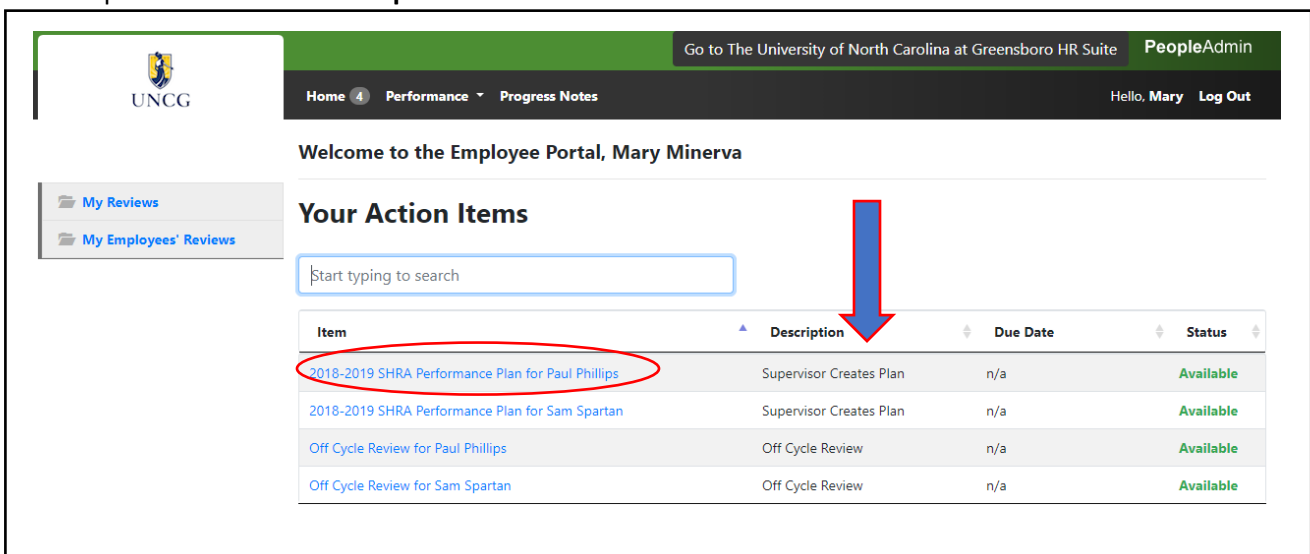 Go to The University of North Carolina at Greensboro HR Suite PeopleAdmin
UNCG
Home 4 Performance Progress Notes Hello, Mary Log Out
Welcome to the Employee Portal, Mary Minerva
My Reviews
My Employees' Reviews
Your Action Items
Start typing to search
Item Description Due Date Status
2018-2019 SHRA Performance Plan for Paul Phillips Supervisor Creates Plan n/a Available
2018-2019 SHRA Performance Plan for Sam Spartan Supervisor Creates Plan n/a Available
Off Cycle Review for Paul Phillips Off Cycle Review n/a Available
Off Cycle Review for Sam Spartan Off Cycle Review n/a Available